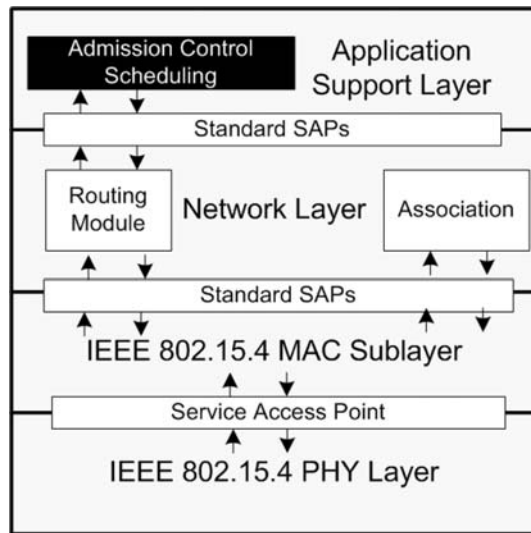 Admission Control
Scheduling
Application
Support Layer
Standard SAPs
Routing
Module
Network Layer
Association
Standard SAPs
IEEE 802.15.4 MAC Sublayer
Service Access Point
IEEE 802.15.4 PHY Layer